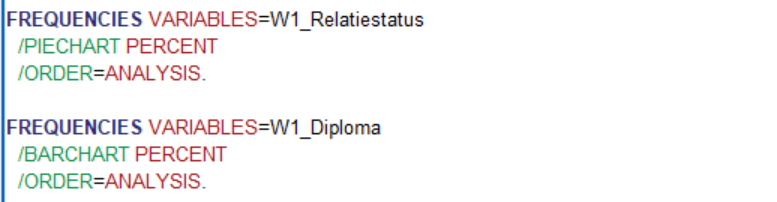 FREQUENCIES VARIABLES=W1_Relatiestatus
/PIECHART PERCENT
/ORDER=ANALYSIS.
FREQUENCIES VARIABLES=W1_Diploma
/BARCHART PERCENT
/ORDER=ANALYSIS.